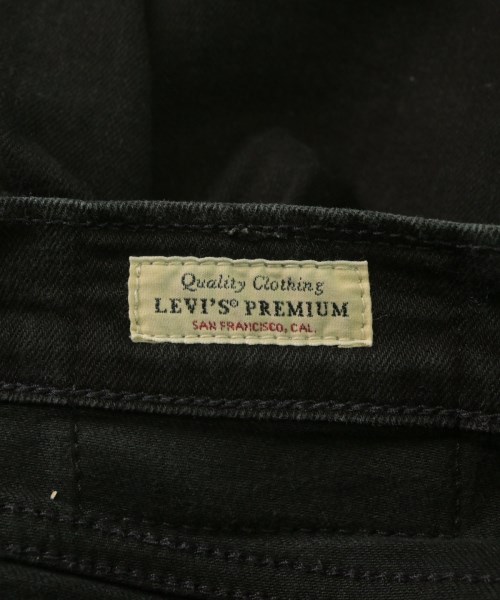 Quality Clothing
LEVI'S® PREMIUM
SAN FRANCISCO, CAL.